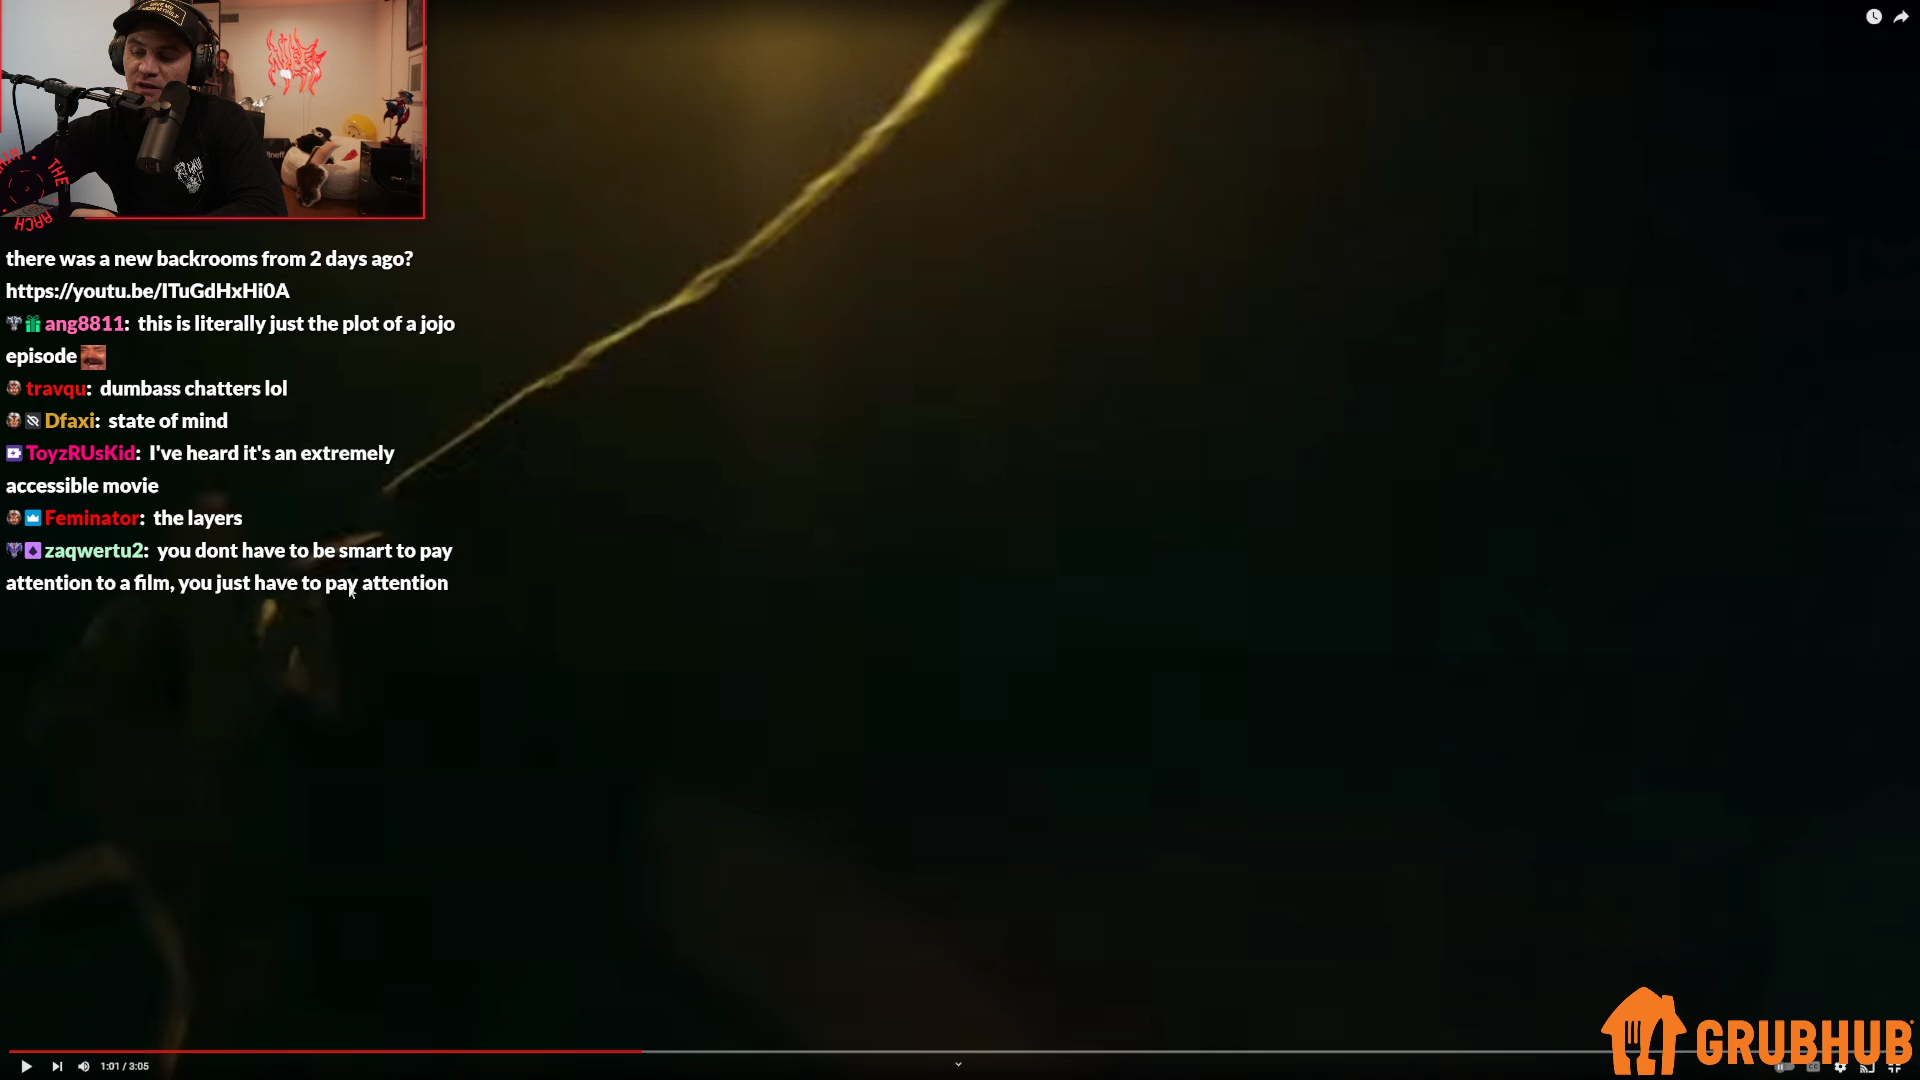 there was a new backrooms from 2 days ago?
https://youtu.be/ITuGdHxHi0A
ang8811: this is literally just the plot of a jojo
episode
travqu: dumbass chatters lol
Dfaxi: state of mind
ToyzRUsKid: I've heard it's an extremely
accessible movie
Feminator: the layers
zaqwertu2: you dont have to be smart to pay
attention to a film, you just have to pay attention
THE
ARCH
GRUBHUB
1:01 / 3:05